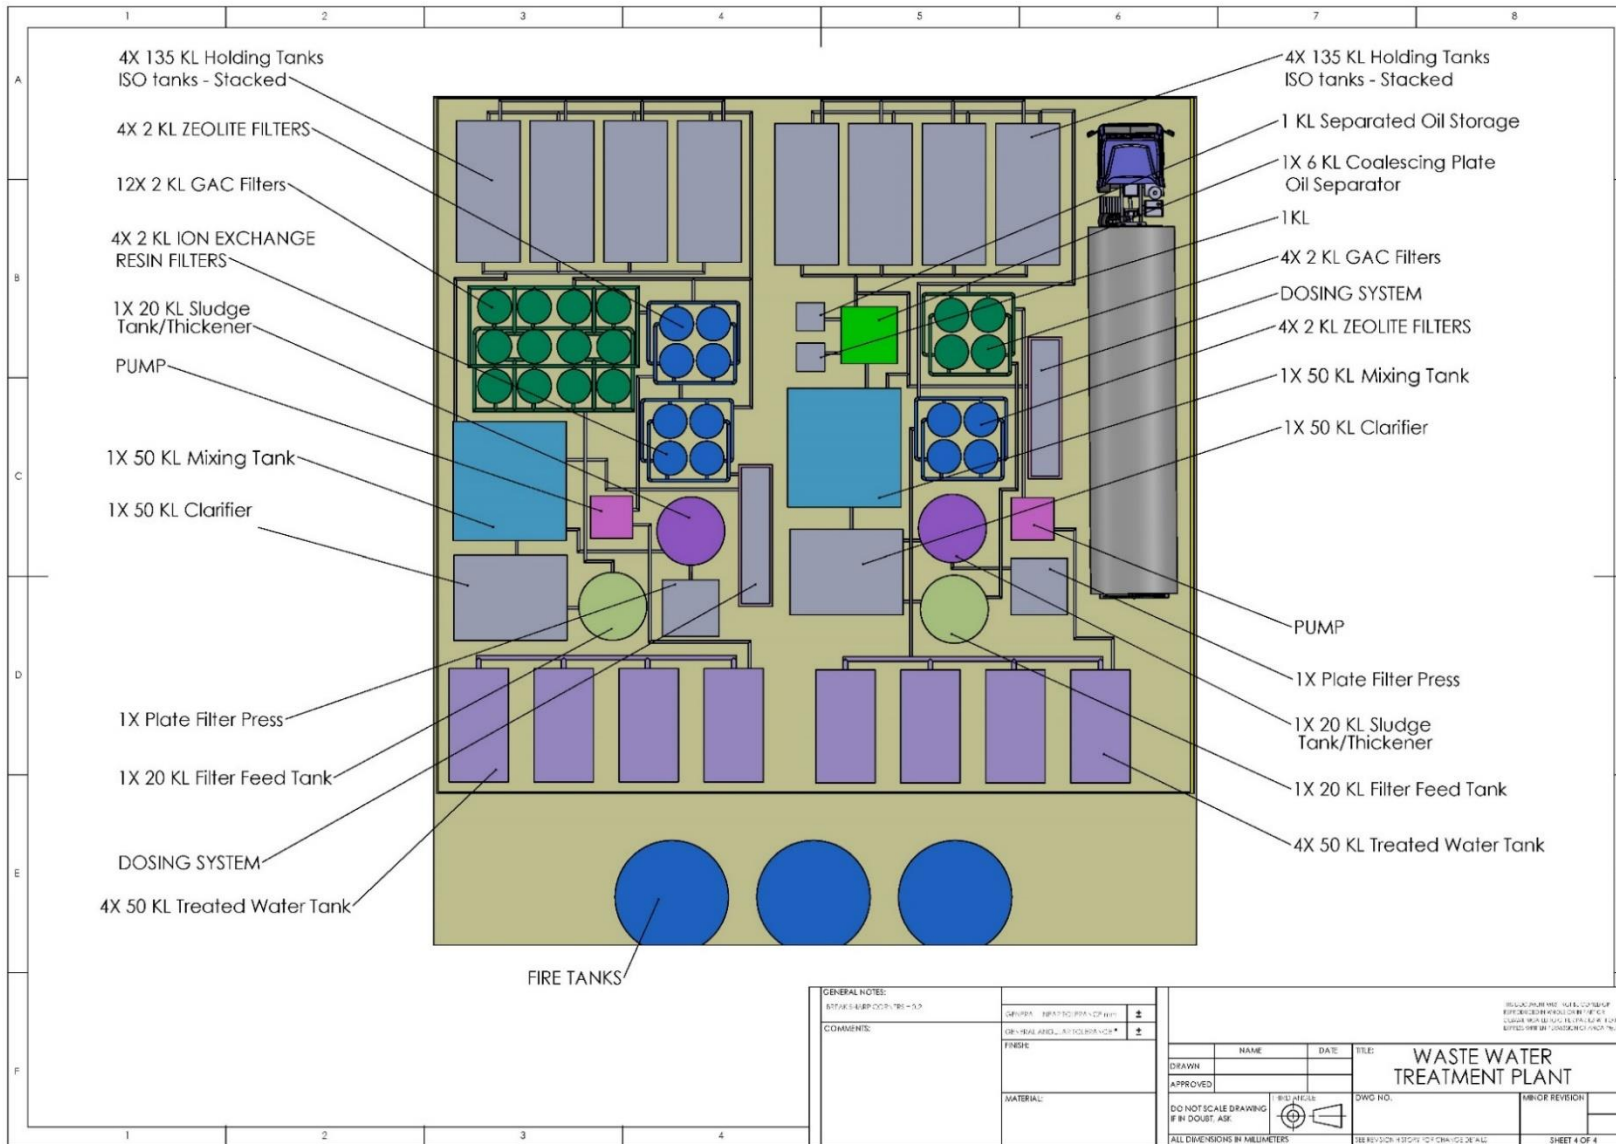 1 2 3 4 5 6 7 8
A
B
C
D
E
F
4X 135 KL Holding Tanks
ISO tanks - Stacked
4X 2 KL ZEOLITE FILTERS
12X 2 KL GAC Filters
4X 2 KL ION EXCHANGE
RESIN FILTERS
1X 20 KL Sludge
Tank/Thickener
PUMP
1X 50 KL Mixing Tank
1X 50 KL Clarifier
1X Plate Filter Press
1X 20 KL Filter Feed Tank
DOSING SYSTEM
4X 50 KL Treated Water Tank
FIRE TANKS
4X 135 KL Holding Tanks
ISO tanks - Stacked
1 KL Separated Oil Storage
1X 6 KL Coalescing Plate
Oil Separator
1KL
4X 2 KL GAC Filters
DOSING SYSTEM
4X 2 KL ZEOLITE FILTERS
1X 50 KL Mixing Tank
1X 50 KL Clarifier
PUMP
1X Plate Filter Press
1X 20 KL Sludge
Tank/Thickener
1X 20 KL Filter Feed Tank
4X 50 KL Treated Water Tank
GENERAL NOTES:
COMMENTS:
±
±
FINISH:
MATERIAL:
NAME DATE
DRAWN
APPROVED
DO NOT SCALE DRAWING
IF IN DOUBT, ASK
ALL DIMENSIONS IN MILLIMETERS
TITLE:
WASTE WATER
TREATMENT PLANT
DWG NO.
MINOR REVISION
SHEET 4 OF 4
1 2 3 4